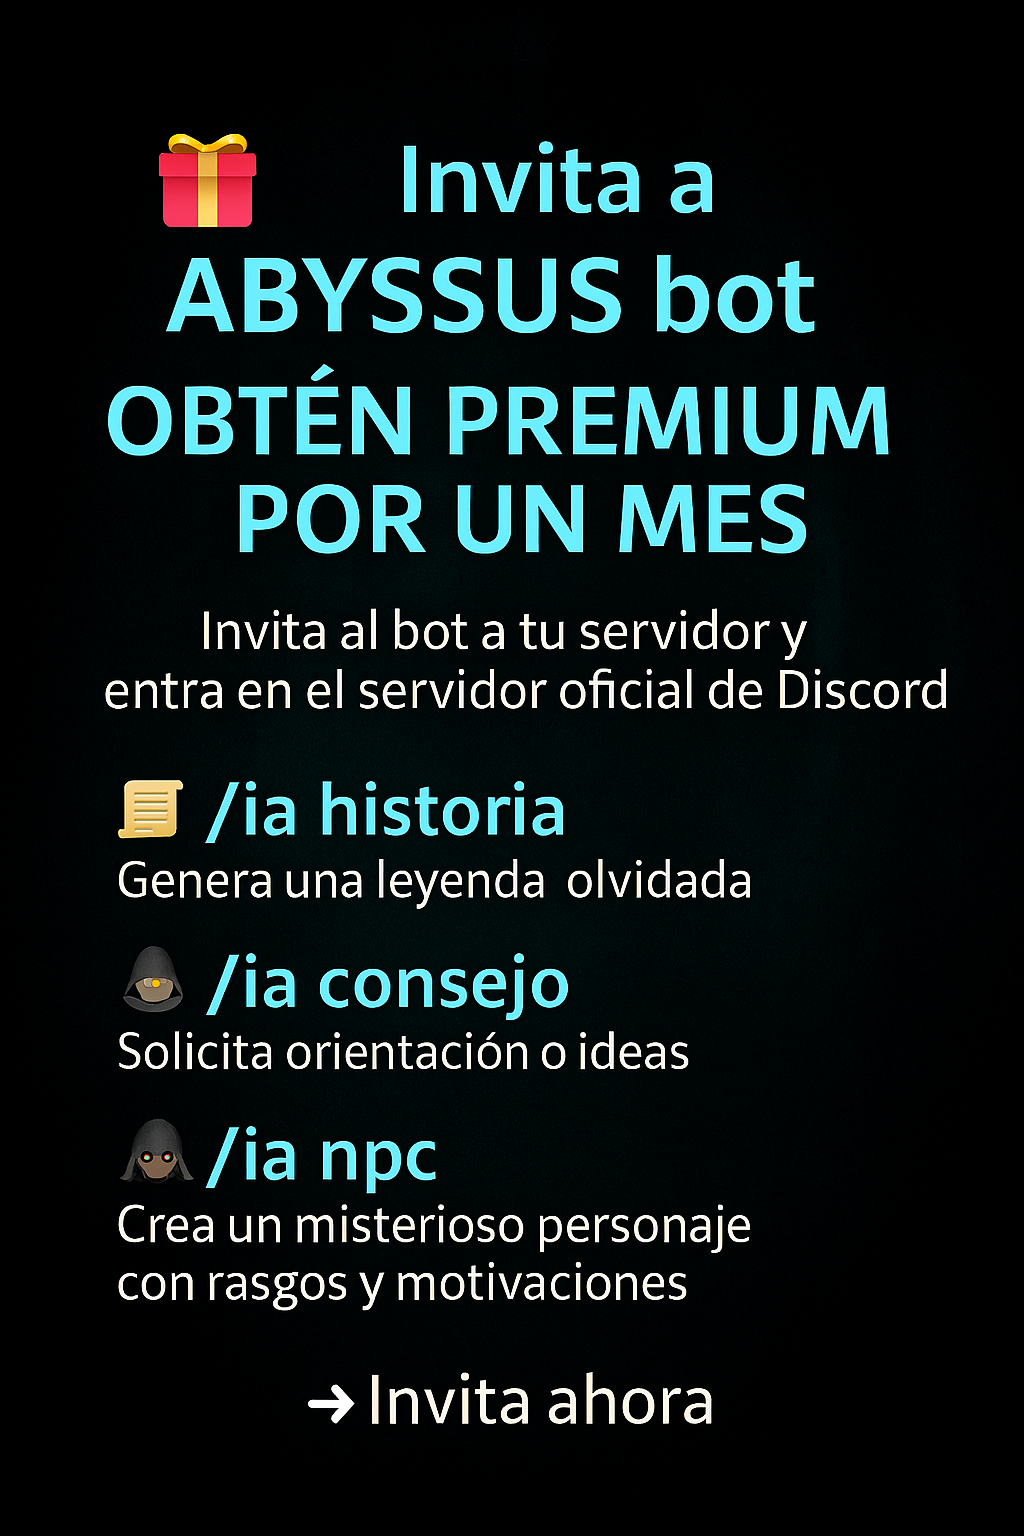 Invita a
ABYSSUS bot
OBTÉN PREMIUM
POR UN MES
Invita al bot a tu servidor y
entra en el servidor oficial de Discord
/ia historia
Genera una leyenda olvidada
/ia consejo
Solicita orientación o ideas
/ia npc
Crea un misterioso personaje
con rasgos y motivaciones
→ Invita ahora